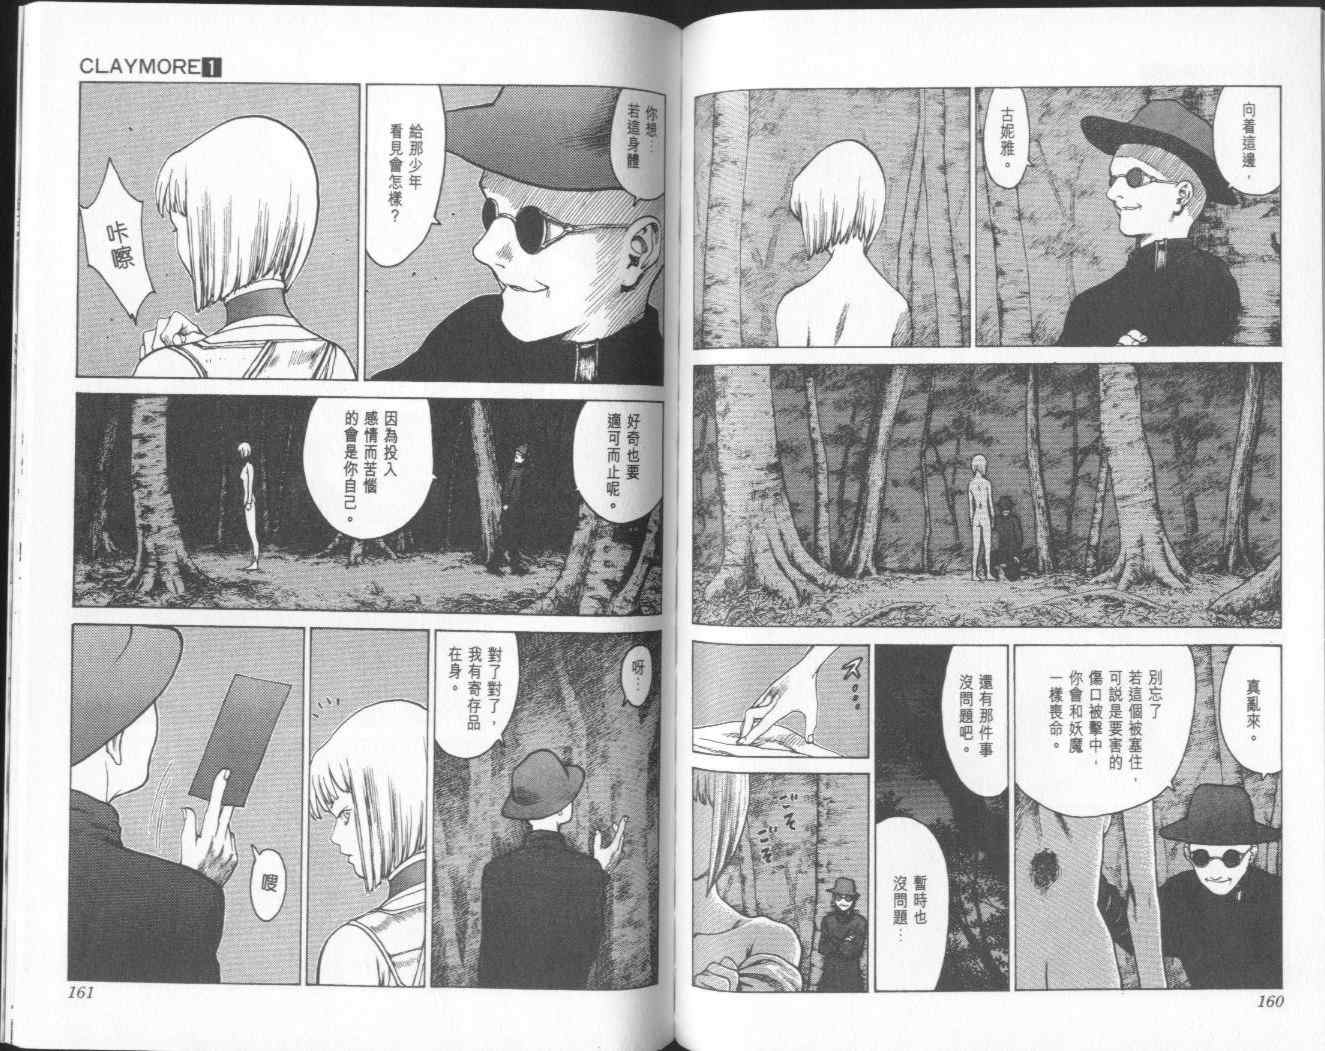 CLAYMORE 1
向着這邊，
古妮雅。
真亂來。
別忘了
若這個被塞住，
可說是要害的
傷口被擊中，
你會和妖魔
一樣喪命。
還有那件事
沒問題吧。
暫時也
沒問題…
ス…
ごそ
ごそ
160
你想…
若這身體
給那少年
看見會怎樣？
咔嚓
好奇也要
適可而止呢。
因為投入
感情而苦惱
的會是你自己。
呀…
對了對了，
我有寄存品
在身。
嗖
161